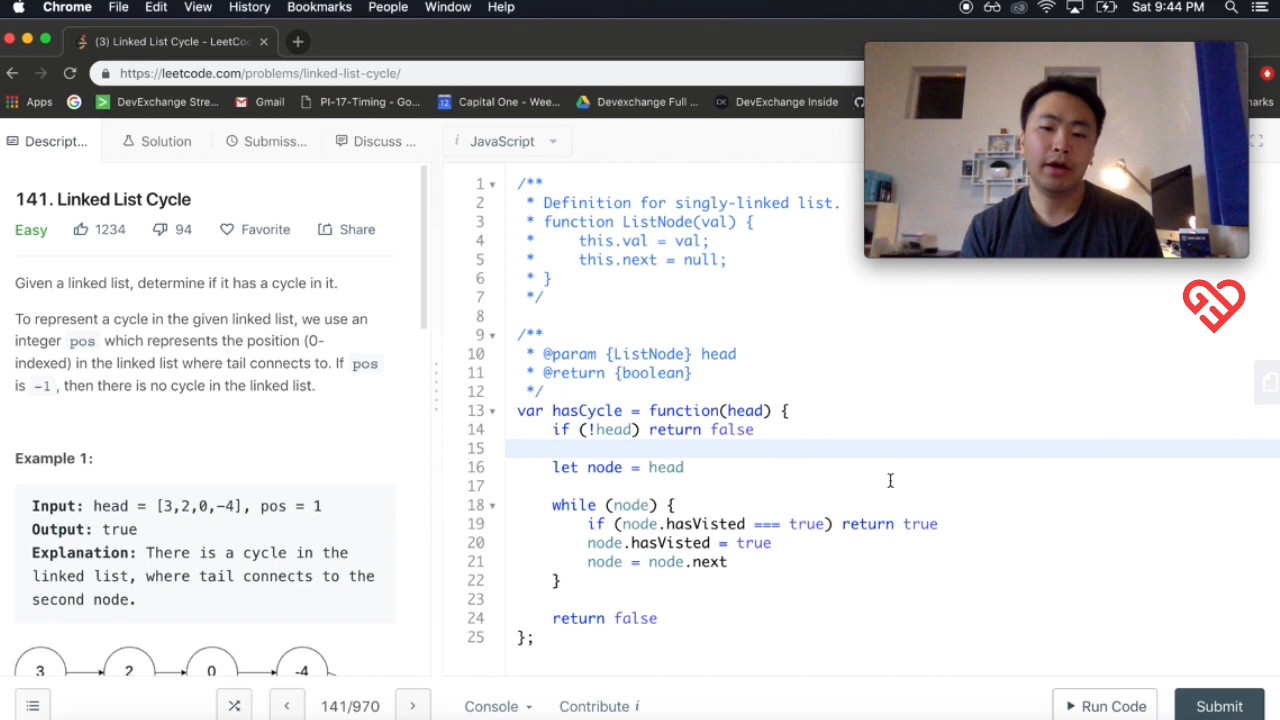 Chrome File Edit View History Bookmarks People Window Help Sat 9:44 PM
(3) Linked List Cycle - LeetCo
https://leetcode.com/problems/linked-list-cycle/
Apps DevExchange Stre... Gmail PI-17-Timing - Go... 12 Capital One - Wee... Devexchange Full ... DX DevExchange Inside
Descript... Solution Submiss... Discuss ... i JavaScript
141. Linked List Cycle
Easy 1234 94 Favorite Share
Given a linked list, determine if it has a cycle in it.
To represent a cycle in the given linked list, we use an
integer pos which represents the position (0-
indexed) in the linked list where tail connects to. If pos
is -1 , then there is no cycle in the linked list.
Example 1:
Input: head = [3,2,0,-4], pos = 1
Output: true
Explanation: There is a cycle in the
linked list, where tail connects to the
second node.
3 2 0 -4
1 /**
2 * Definition for singly-linked list.
3 * function ListNode(val) {
4 * this.val = val;
5 * this.next = null;
6 * }
7 */
8
9 /**
10 * @param {ListNode} head
11 * @return {boolean}
12 */
13 var hasCycle = function(head) {
14 if (!head) return false
15
16 let node = head
17
18 while (node) {
19 if (node.hasVisted === true) return true
20 node.hasVisted = true
21 node = node.next
22 }
23
24 return false
25 };
141/970 Console Contribute i Run Code Submit